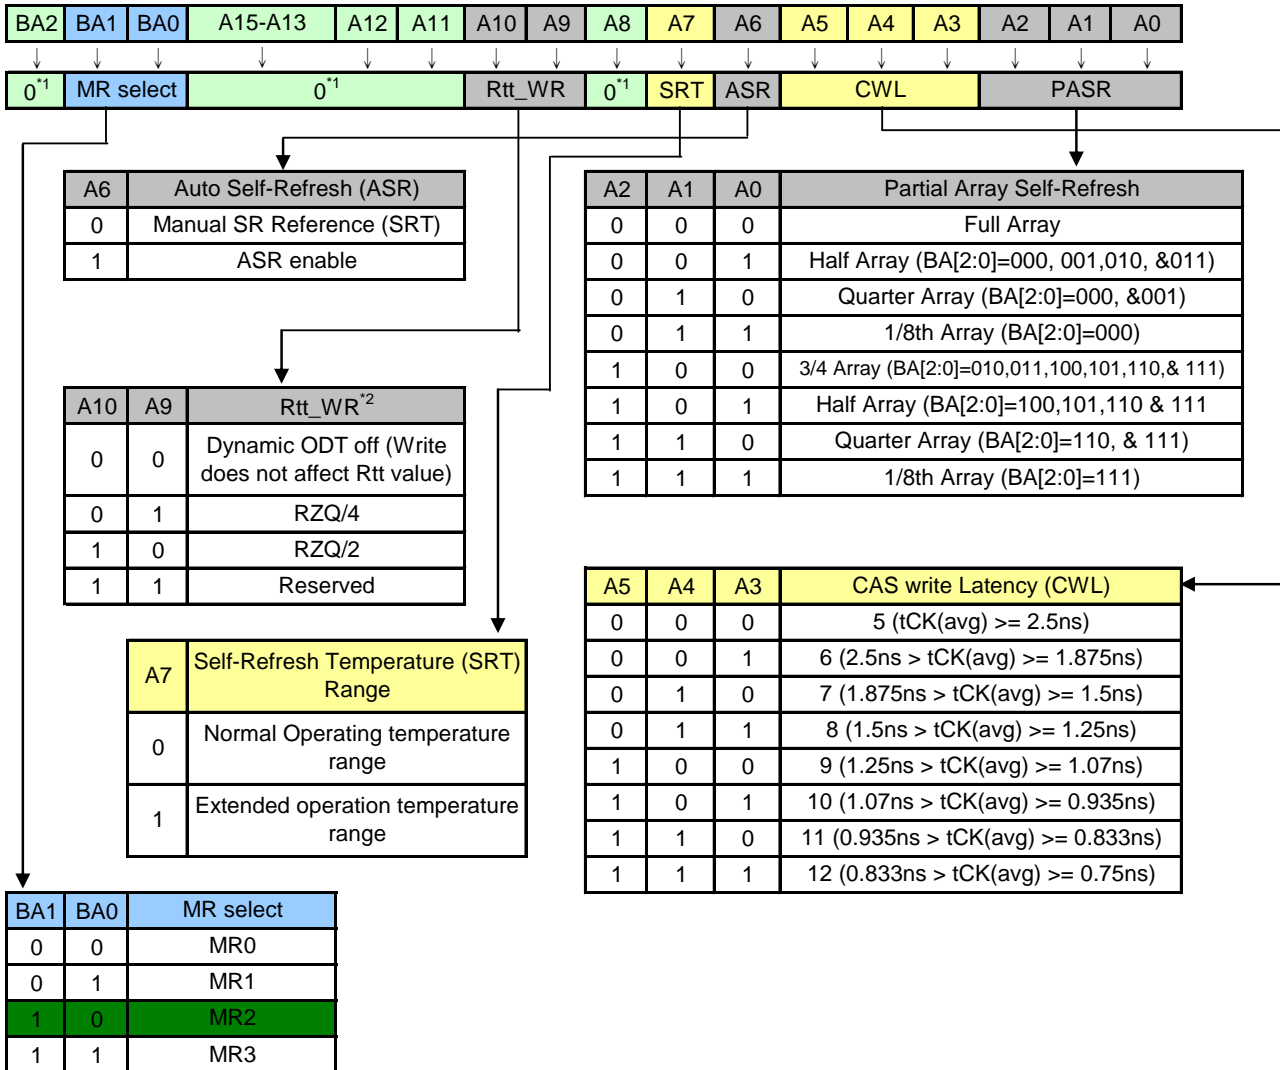 BA2 BA1 BA0 A15-A13 A12 A11 A10 A9 A8 A7 A6 A5 A4 A3 A2 A1 A0
0*1 MR select 0*1 Rtt_WR 0*1 SRT ASR CWL PASR
A6 Auto Self-Refresh (ASR)
0 Manual SR Reference (SRT)
1 ASR enable
A2 A1 A0 Partial Array Self-Refresh
0 0 0 Full Array
0 0 1 Half Array (BA[2:0]=000, 001,010, &011)
0 1 0 Quarter Array (BA[2:0]=000, &001)
0 1 1 1/8th Array (BA[2:0]=000)
1 0 0 3/4 Array (BA[2:0]=010,011,100,101,110,& 111)
1 0 1 Half Array (BA[2:0]=100,101,110 & 111
1 1 0 Quarter Array (BA[2:0]=110, & 111)
1 1 1 1/8th Array (BA[2:0]=111)
A10 A9 Rtt_WR*2
0 0 Dynamic ODT off (Write
does not affect Rtt value)
0 1 RZQ/4
1 0 RZQ/2
1 1 Reserved
A5 A4 A3 CAS write Latency (CWL)
0 0 0 5 (tCK(avg) >= 2.5ns)
0 0 1 6 (2.5ns > tCK(avg) >= 1.875ns)
0 1 0 7 (1.875ns > tCK(avg) >= 1.5ns)
0 1 1 8 (1.5ns > tCK(avg) >= 1.25ns)
1 0 0 9 (1.25ns > tCK(avg) >= 1.07ns)
1 0 1 10 (1.07ns > tCK(avg) >= 0.935ns)
1 1 0 11 (0.935ns > tCK(avg) >= 0.833ns)
1 1 1 12 (0.833ns > tCK(avg) >= 0.75ns)
A7 Self-Refresh Temperature (SRT)
Range
0 Normal Operating temperature
range
1 Extended operation temperature
range
BA1 BA0 MR select
0 0 MR0
0 1 MR1
1 0 MR2
1 1 MR3